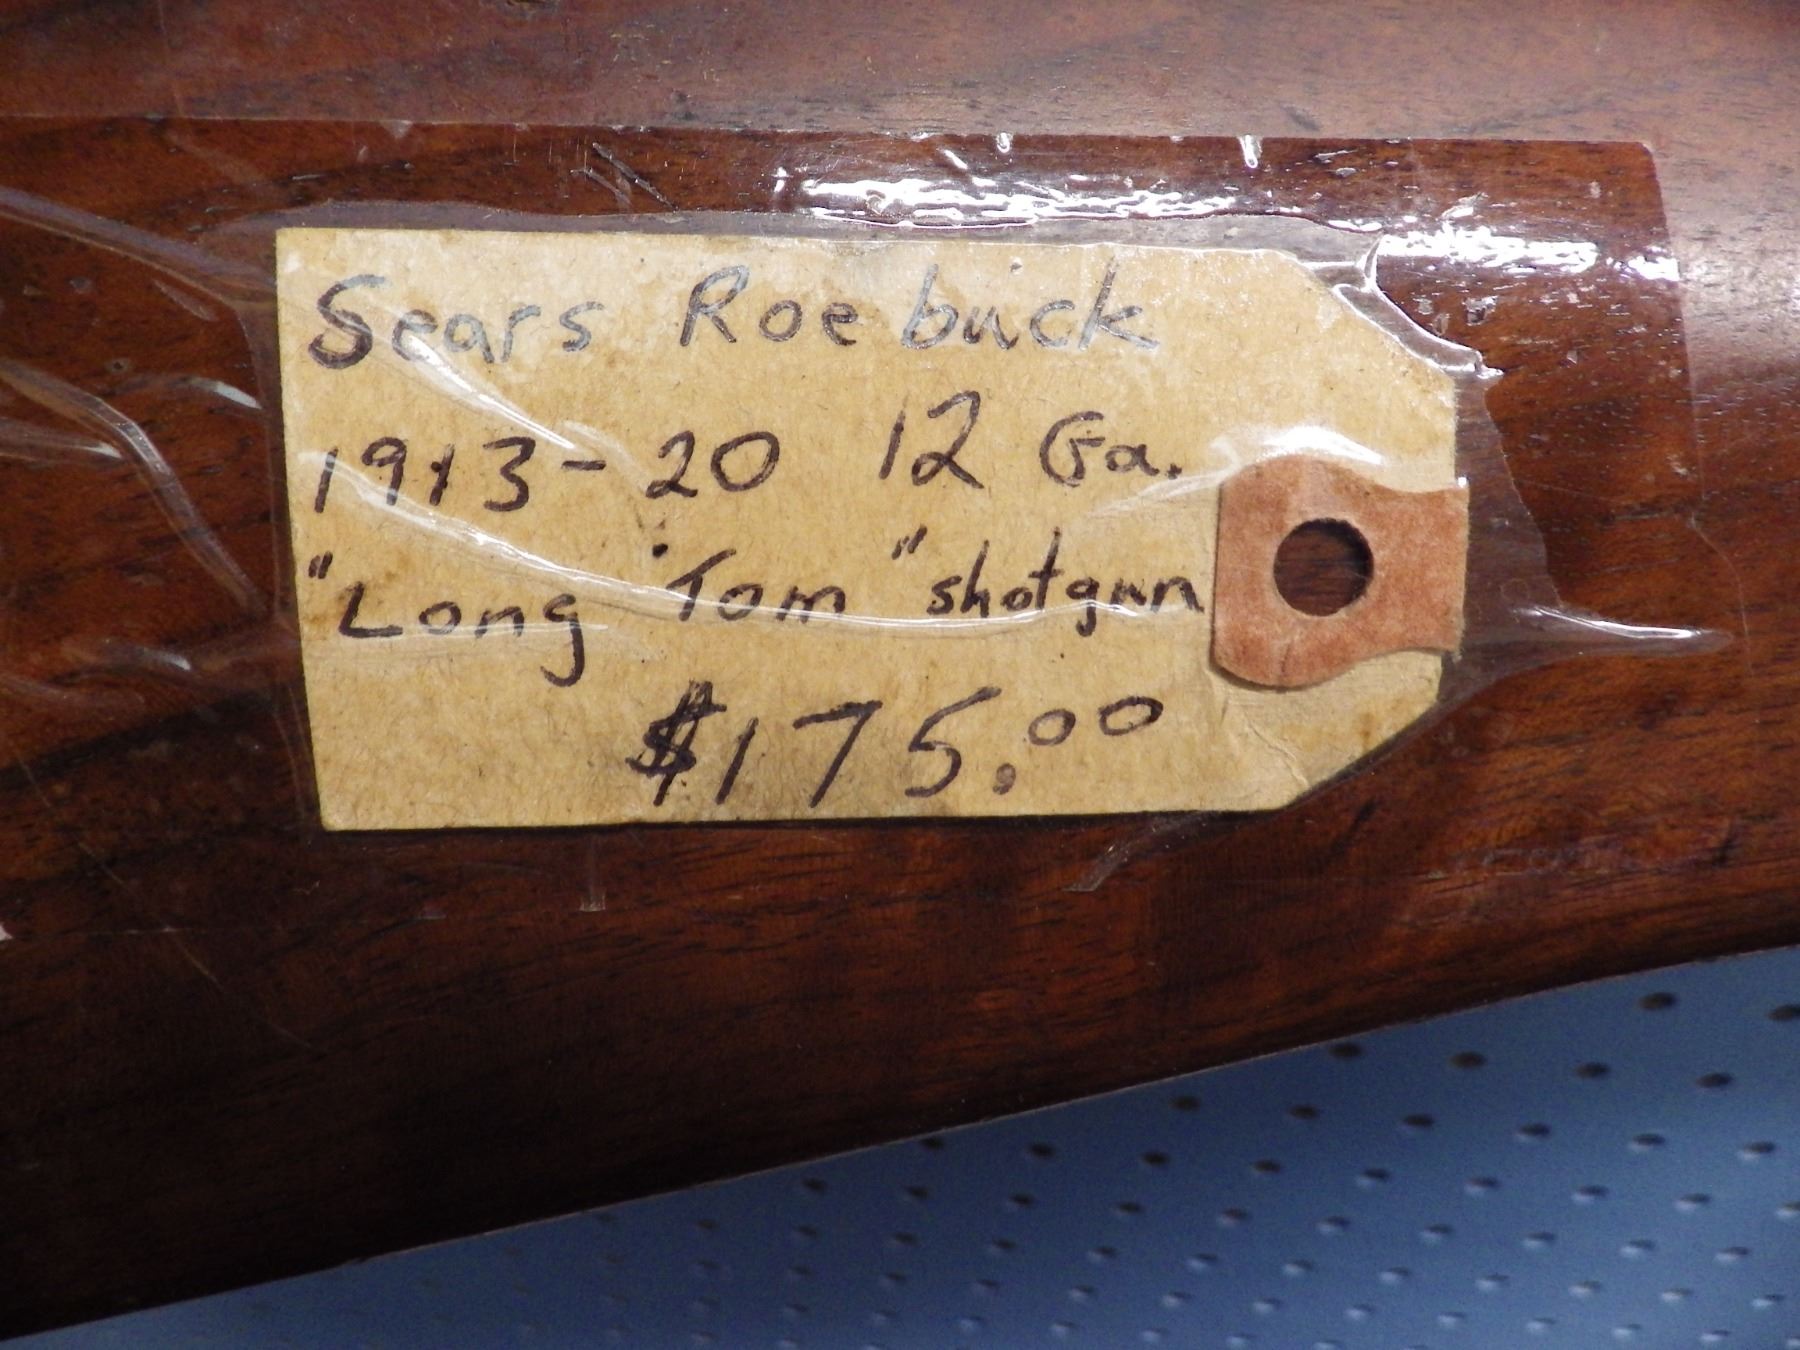 Sears Roebuck
1913-20 12 Ga.
"Long Tom" shotgun
$175.00